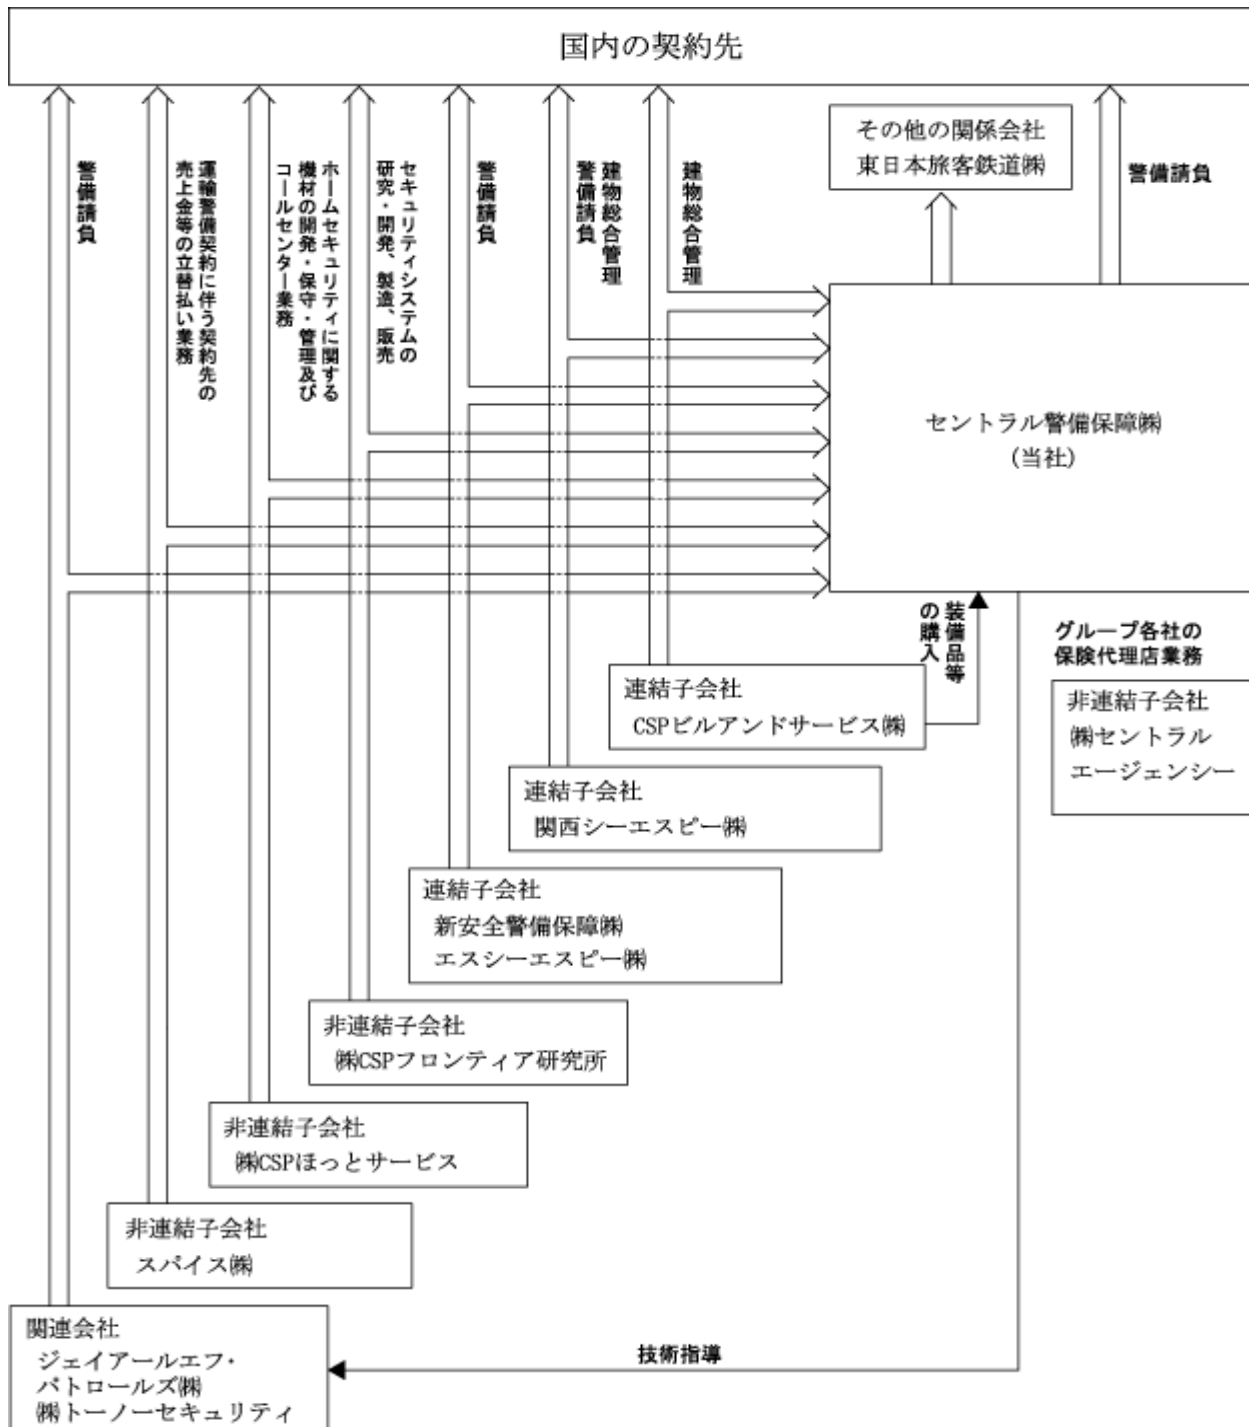 国内の契約先
その他の関係会社
東日本旅客鉄道㈱
警備請負
運輸警備契約に伴う契約先の
売上金等の立替払い業務
ホームセキュリティに関する
機材の開発・保守・管理及び
コールセンター業務
セキュリティシステムの
研究・開発、製造、販売
警備請負
建物総合管理
警備請負
建物総合管理
警備請負
セントラル警備保障㈱
(当社)
装備品等
の購入
グループ各社の
保険代理店業務
連結子会社
CSPビルアンドサービス㈱
非連結子会社
㈱セントラル
エージェンシー
連結子会社
関西シーエスピー㈱
連結子会社
新安全警備保障㈱
エスシーエスピー㈱
非連結子会社
㈱CSPフロンティア研究所
非連結子会社
㈱CSPほっとサービス
非連結子会社
スパイス㈱
関連会社
ジェイアールエフ・
パトロールズ㈱
㈱トーノーセキュリティ
技術指導